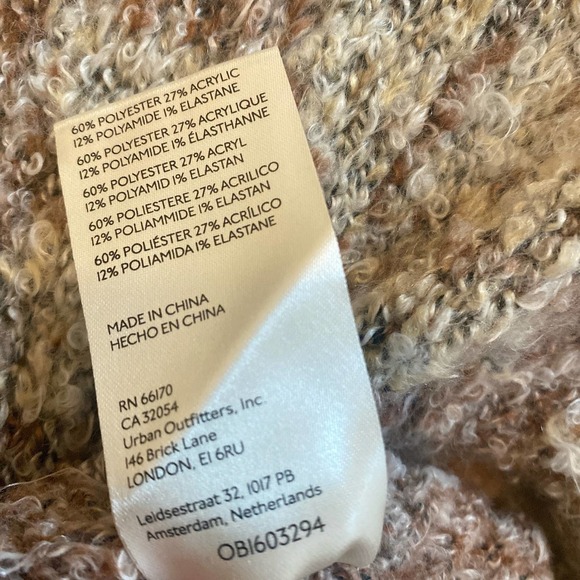 60% POLYESTER 27% ACRYLIC
12% POLYAMIDE 1% ELASTANE
60% POLYESTER 27% ACRYLIQUE
12% POLYAMIDE 1% ÉLASTHANNE
60% POLYESTER 27% ACRYL
12% POLYAMID 1% ELASTAN
60% POLIESTERE 27% ACRILICO
12% POLIAMMIDE 1% ELASTAN
60% POLIÉSTER 27% ACRÍLICO
12% POLIAMIDA 1% ELASTANE
MADE IN CHINA
HECHO EN CHINA
RN 66170
CA 32054
Urban Outfitters, Inc.
146 Brick Lane
LONDON, E1 6RU
Leidsestraat 32, 1017 PB
Amsterdam, Netherlands
OB1603294